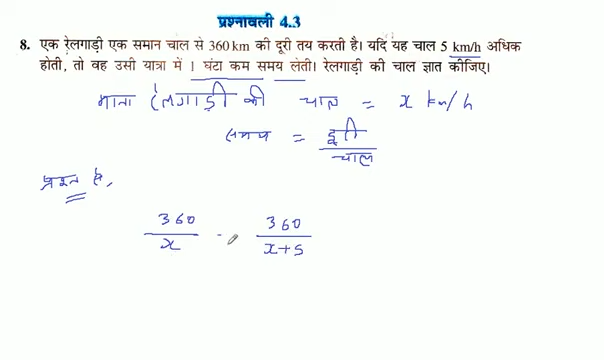 प्रश्नावली 4.3
8. एक रेलगाड़ी एक समान चाल से 360 km की दूरी तय करती है। यदि यह चाल 5 km/h अधिक
होती, तो वह उसी यात्रा में 1 घंटा कम समय लेती। रेलगाड़ी की चाल ज्ञात कीजिए।
माना रेलगाड़ी की चाल = x km/h
समय = दूरी / चाल
प्रश्न से,
360 / x - 360 / x+5